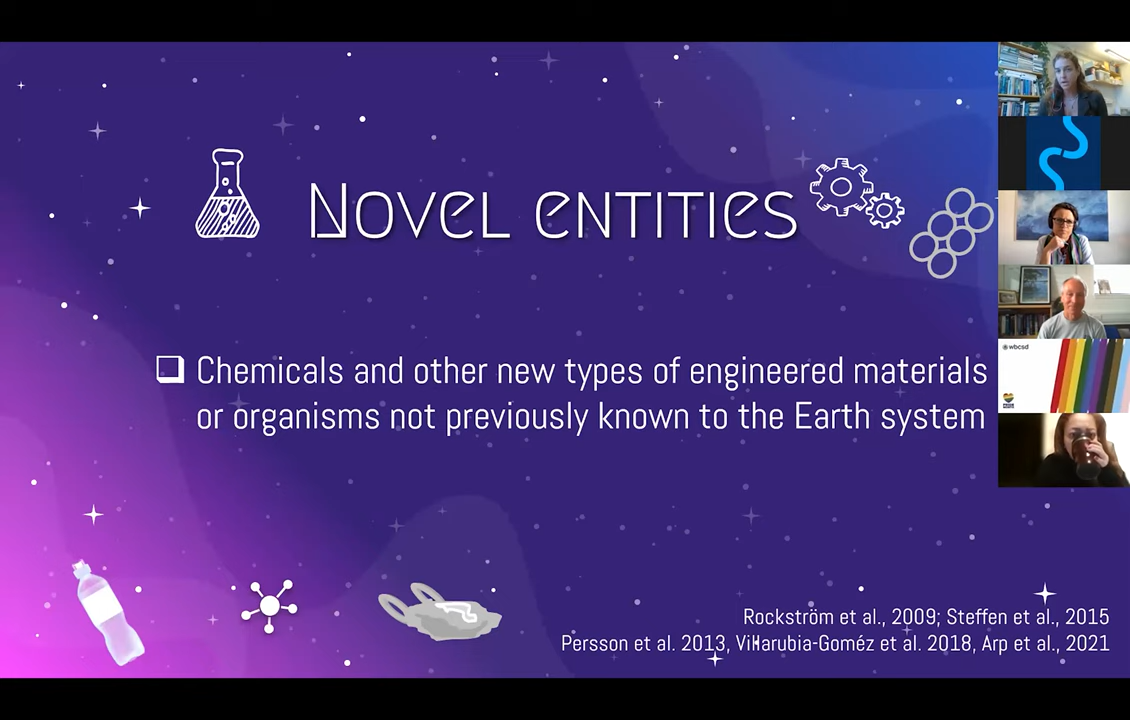 Novel entities
Chemicals and other new types of engineered materials
or organisms not previously known to the Earth system
Rockström et al., 2009; Steffen et al., 2015
Persson et al. 2013, Villarubia-Goméz et al. 2018, Arp et al., 2021
wbcsd
PRIDE